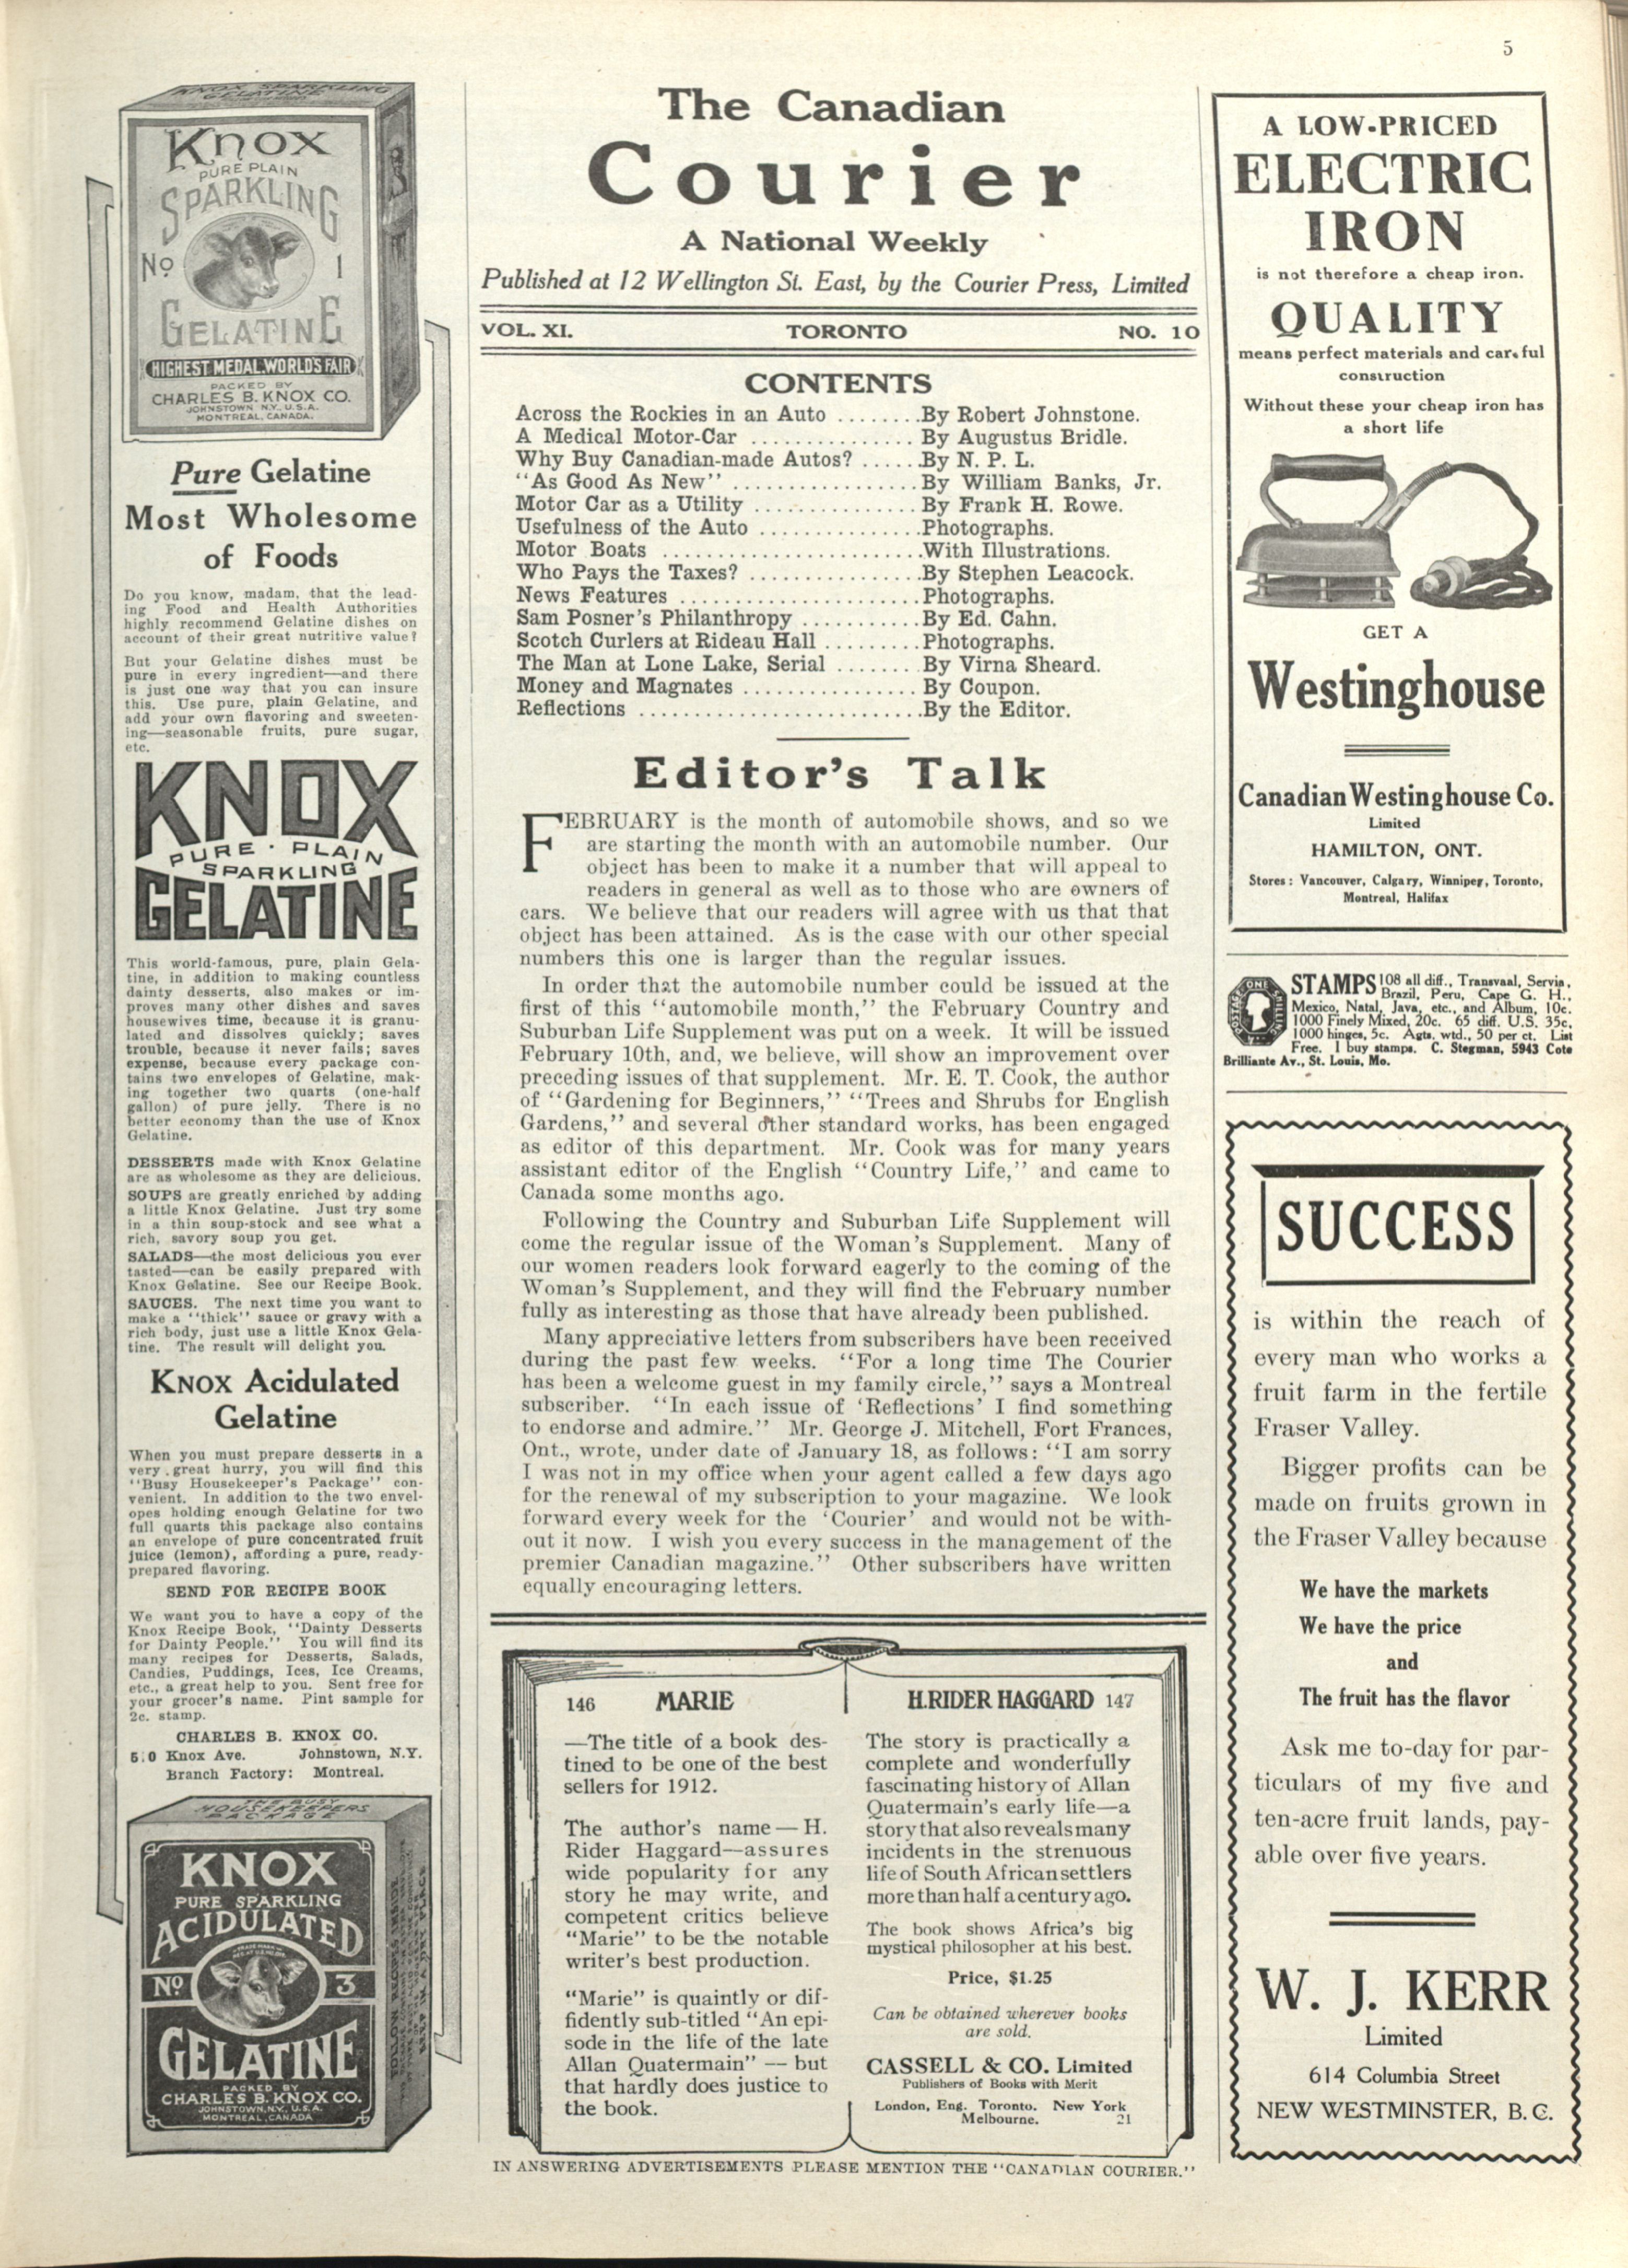 5
KNOX SPARKLING
GELATINE
Knox
PURE PLAIN
SPARKLING
No 1
GELATINE
HIGHEST MEDAL WORLD'S FAIR
PACKED BY
CHARLES B. KNOX CO.
JOHNSTOWN N.Y., U.S.A.
MONTREAL, CANADA.
Pure Gelatine
Most Wholesome
of Foods
Do you know, madam, that the lead-
ing Food and Health Authorities
highly recommend Gelatine dishes on
account of their great nutritive value?
But your Gelatine dishes must be
pure in every ingredient—and there
is just one way that you can insure
this. Use pure, plain Gelatine, and
add your own flavoring and sweeten-
ing—seasonable fruits, pure sugar,
etc.
KNOX
PURE · PLAIN
SPARKLING
GELATINE
This world-famous, pure, plain Gela-
tine, in addition to making countless
dainty desserts, also makes or im-
proves many other dishes and saves
housewives time, because it is granu-
lated and dissolves quickly; saves
trouble, because it never fails; saves
expense, because every package con-
tains two envelopes of Gelatine, mak-
ing together two quarts (one-half
gallon) of pure jelly. There is no
better economy than the use of Knox
Gelatine.
DESSERTS made with Knox Gelatine
are as wholesome as they are delicious.
SOUPS are greatly enriched by adding
a little Knox Gelatine. Just try some
in a thin soup-stock and see what a
rich, savory soup you get.
SALADS—the most delicious you ever
tasted—can be easily prepared with
Knox Gelatine. See our Recipe Book.
SAUCES. The next time you want to
make a ''thick'' sauce or gravy with a
rich body, just use a little Knox Gela-
tine. The result will delight you.
KNOX Acidulated
Gelatine
When you must prepare desserts in a
very great hurry, you will find this
''Busy Housekeeper's Package'' con-
venient. In addition to the two envel-
opes holding enough Gelatine for two
full quarts this package also contains
an envelope of pure concentrated fruit
juice (lemon), affording a pure, ready-
prepared flavoring.
SEND FOR RECIPE BOOK
We want you to have a copy of the
Knox Recipe Book, ''Dainty Desserts
for Dainty People.'' You will find its
many recipes for Desserts, Salads,
Candies, Puddings, Ices, Ice Creams,
etc., a great help to you. Sent free for
your grocer's name. Pint sample for
2c. stamp.
CHARLES B. KNOX CO.
Knox Ave. Johnstown, N.Y.
Branch Factory: Montreal.
THE BUSY
HOUSEKEEPERS
PACKAGE
KNOX
PURE SPARKLING
ACIDULATED
No 3
GELATINE
PACKED BY
CHARLES B. KNOX CO.
JOHNSTOWN, N.Y., U.S.A.
MONTREAL, CANADA
The Canadian
Courier
A National Weekly
Published at 12 Wellington St. East, by the Courier Press, Limited
VOL. XI. TORONTO NO. 10
CONTENTS
Across the Rockies in an Auto ........By Robert Johnstone.
A Medical Motor-Car ............... By Augustus Bridle.
Why Buy Canadian-made Autos? ......By N. P. L.
''As Good As New'' .................By William Banks, Jr.
Motor Car as a Utility ............... By Frank H. Rowe.
Usefulness of the Auto ...............Photographs.
Motor Boats ........................With Illustrations.
Who Pays the Taxes? ................By Stephen Leacock.
News Features ......................Photographs.
Sam Posner's Philanthropy ...........By Ed. Cahn.
Scotch Curlers at Rideau Hall .........Photographs.
The Man at Lone Lake, Serial ........By Virna Sheard.
Money and Magnates ................ By Coupon.
Reflections ..........................By the Editor.
Editor's Talk
FEBRUARY is the month of automobile shows, and so we
are starting the month with an automobile number. Our
object has been to make it a number that will appeal to
readers in general as well as to those who are owners of
cars. We believe that our readers will agree with us that that
object has been attained. As is the case with our other special
numbers this one is larger than the regular issues.
In order that the automobile number could be issued at the
first of this ''automobile month,'' the February Country and
Suburban Life Supplement was put on a week. It will be issued
February 10th, and, we believe, will show an improvement over
preceding issues of that supplement. Mr. E. T. Cook, the author
of ''Gardening for Beginners,'' ''Trees and Shrubs for English
Gardens,'' and several other standard works, has been engaged
as editor of this department. Mr. Cook was for many years
assistant editor of the English ''Country Life,'' and came to
Canada some months ago.
Following the Country and Suburban Life Supplement will
come the regular issue of the Woman's Supplement. Many of
our women readers look forward eagerly to the coming of the
Woman's Supplement, and they will find the February number
fully as interesting as those that have already been published.
Many appreciative letters from subscribers have been received
during the past few weeks. ''For a long time The Courier
has been a welcome guest in my family circle,'' says a Montreal
subscriber. ''In each issue of 'Reflections' I find something
to endorse and admire.'' Mr. George J. Mitchell, Fort Frances,
Ont., wrote, under date of January 18, as follows: ''I am sorry
I was not in my office when your agent called a few days ago
for the renewal of my subscription to your magazine. We look
forward every week for the 'Courier' and would not be with-
out it now. I wish you every success in the management of the
premier Canadian magazine.'' Other subscribers have written
equally encouraging letters.
146 MARIE
—The title of a book des-
tined to be one of the best
sellers for 1912.
The author's name—H.
Rider Haggard—assures
wide popularity for any
story he may write, and
competent critics believe
"Marie" to be the notable
writer's best production.
"Marie" is quaintly or dif-
fidently sub-titled "An epi-
sode in the life of the late
Allan Quatermain" — but
that hardly does justice to
the book.
H.RIDER HAGGARD 147
The story is practically a
complete and wonderfully
fascinating history of Allan
Quatermain's early life—a
story that also reveals many
incidents in the strenuous
life of South African settlers
more than half a century ago.
The book shows Africa's big
mystical philosopher at his best.
Price, $1.25
Can be obtained wherever books
are sold.
CASSELL & CO. Limited
Publishers of Books with Merit
London, Eng. Toronto. New York
Melbourne. 21
IN ANSWERING ADVERTISEMENTS PLEASE MENTION THE ''CANADIAN COURIER.''
A LOW-PRICED
ELECTRIC
IRON
is not therefore a cheap iron.
QUALITY
means perfect materials and careful
construction
Without these your cheap iron has
a short life
GET A
Westinghouse
Canadian Westinghouse Co.
Limited
HAMILTON, ONT.
Stores: Vancouver, Calgary, Winnipeg, Toronto,
Montreal, Halifax
POSTAGE ONE SHILLING
STAMPS 108 all diff., Transvaal, Servia,
Brazil, Peru, Cape G. H.,
Mexico, Natal, Java, etc., and Album, 10c.
1000 Finely Mixed, 20c. 65 diff. U.S. 35c,
1000 hinges, 5c. Agts. wtd., 50 per ct. List
Free. I buy stamps. C. Stegman, 5943 Cote
Brilliante Av., St. Louis, Mo.
SUCCESS
is within the reach of
every man who works a
fruit farm in the fertile
Fraser Valley.
Bigger profits can be
made on fruits grown in
the Fraser Valley because
We have the markets
We have the price
and
The fruit has the flavor
Ask me to-day for par-
ticulars of my five and
ten-acre fruit lands, pay-
able over five years.
W. J. KERR
Limited
614 Columbia Street
NEW WESTMINSTER, B.C.